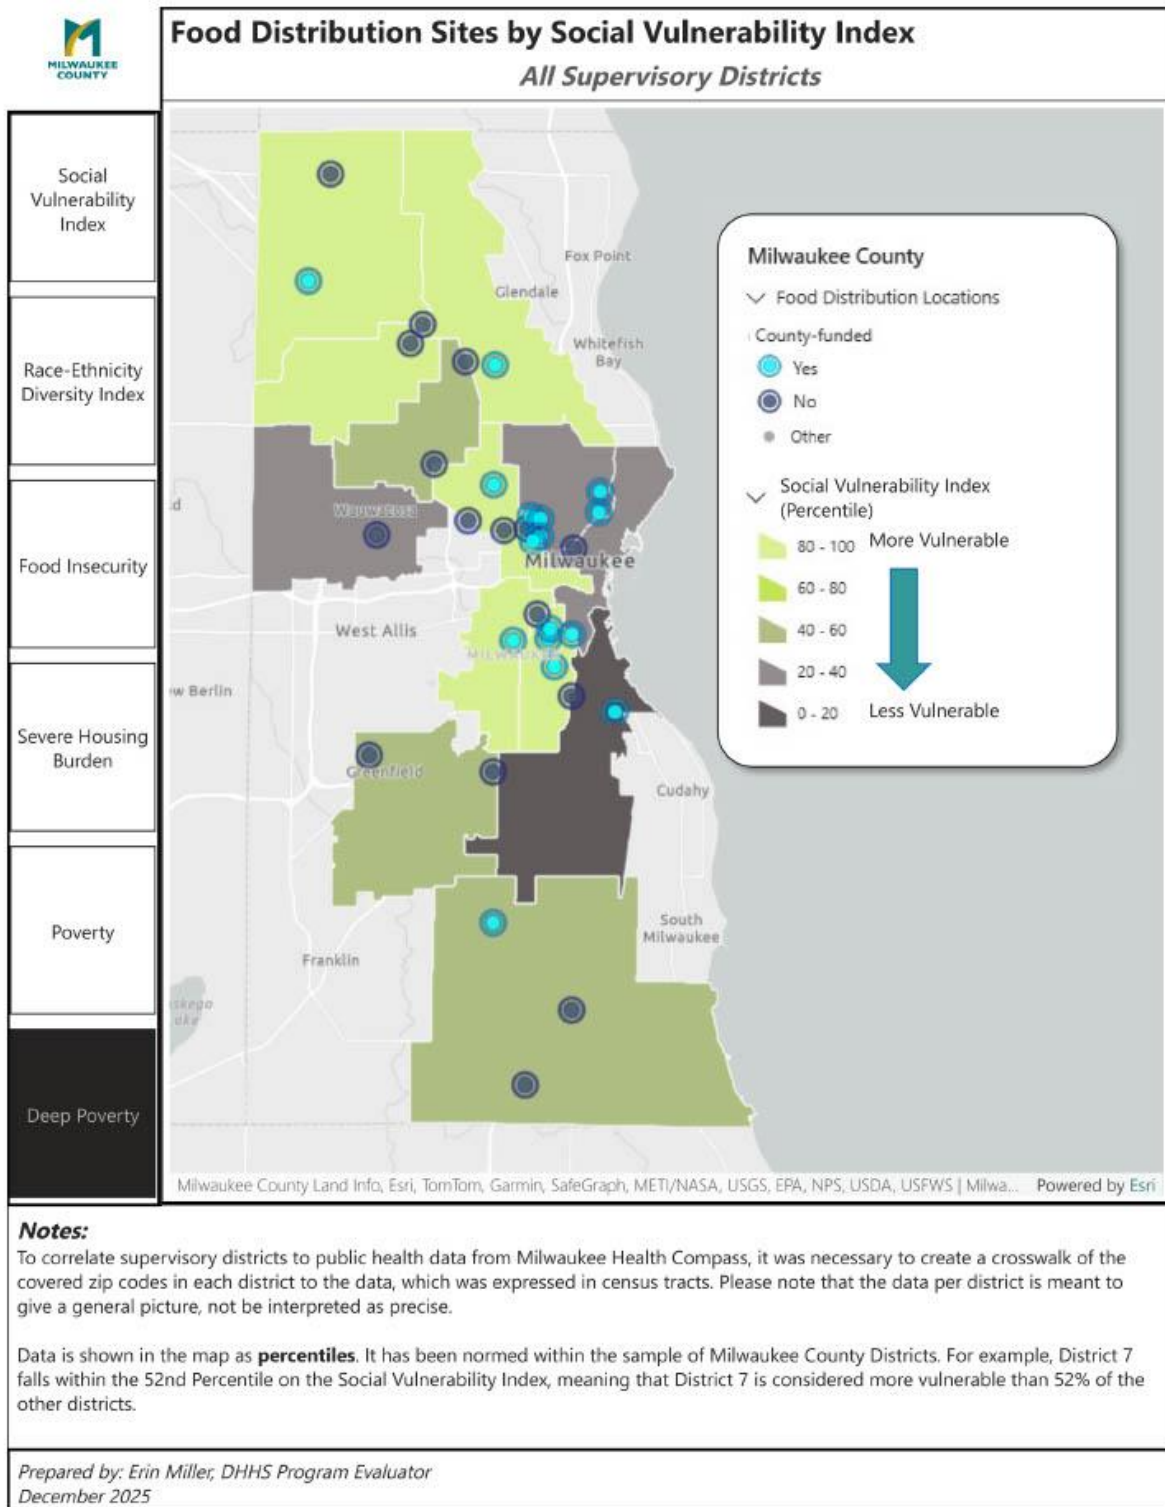 MILWAUKEE
COUNTY
Food Distribution Sites by Social Vulnerability Index
All Supervisory Districts
Social
Vulnerability
Index
Race-Ethnicity
Diversity Index
Food Insecurity
Severe Housing
Burden
Poverty
Deep Poverty
Fox Point
Glendale
Whitefish
Bay
Wauwatosa
Milwaukee
West Allis
MILWAUKEE
w Berlin
Greenfield
Cudahy
South
Milwaukee
Franklin
skego
ake
Milwaukee County
Food Distribution Locations
County-funded
Yes
No
Other
Social Vulnerability Index
(Percentile)
80 - 100 More Vulnerable
60 - 80
40 - 60
20 - 40
0 - 20 Less Vulnerable
Milwaukee County Land Info, Esri, TomTom, Garmin, SafeGraph, METI/NASA, USGS, EPA, NPS, USDA, USFWS | Milwa... Powered by Esri
Notes:
To correlate supervisory districts to public health data from Milwaukee Health Compass, it was necessary to create a crosswalk of the
covered zip codes in each district to the data, which was expressed in census tracts. Please note that the data per district is meant to
give a general picture, not be interpreted as precise.
Data is shown in the map as percentiles. It has been normed within the sample of Milwaukee County Districts. For example, District 7
falls within the 52nd Percentile on the Social Vulnerability Index, meaning that District 7 is considered more vulnerable than 52% of the
other districts.
Prepared by: Erin Miller, DHHS Program Evaluator
December 2025